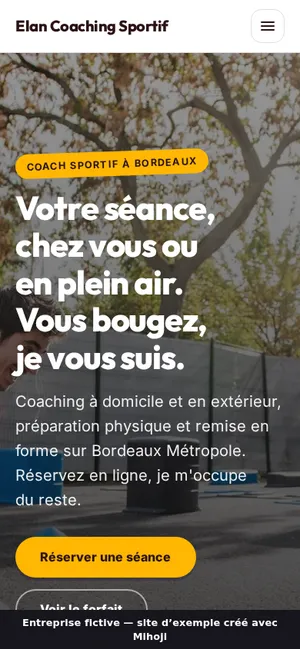 Elan Coaching Sportif
COACH SPORTIF À BORDEAUX
Votre séance,
chez vous ou
en plein air.
Vous bougez,
je vous suis.
Coaching à domicile et en extérieur,
préparation physique et remise en
forme sur Bordeaux Métropole.
Réservez en ligne, je m'occupe
du reste.
Réserver une séance
Voir le forfait
Entreprise fictive — site d’exemple créé avec
Mihoji